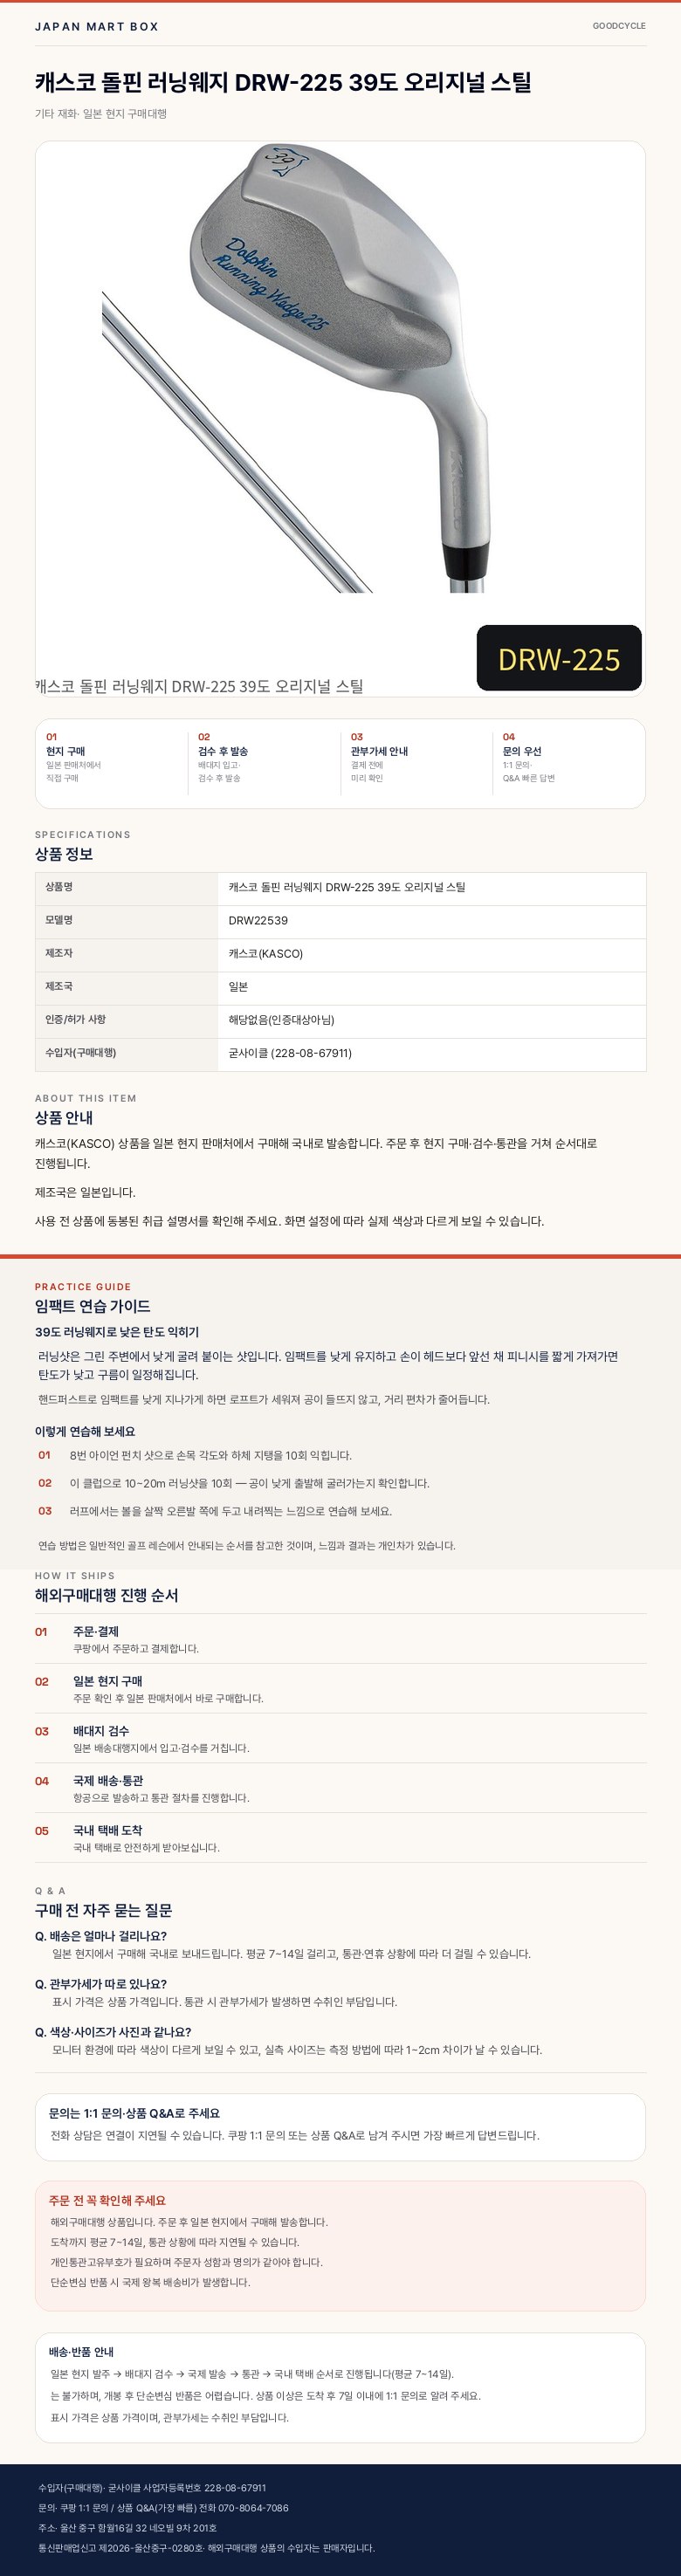 JAPAN MART BOX
GOODCYCLE
캐스코 돌핀 러닝웨지 DRW-225 39도 오리지널 스틸
기타 재화· 일본 현지 구매대행
39
Dolphin
Running Wedge 225
DRW-225
캐스코 돌핀 러닝웨지 DRW-225 39도 오리지널 스틸
01
현지 구매
일본 판매처에서
직접 구매
02
검수 후 발송
배대지 입고·
검수 후 발송
03
관부가세 안내
결제 전에
미리 확인
04
문의 우선
1:1 문의·
Q&A 빠른 답변
SPECIFICATIONS
상품 정보
상품명 캐스코 돌핀 러닝웨지 DRW-225 39도 오리지널 스틸
모델명 DRW22539
제조자 캐스코(KASCO)
제조국 일본
인증/허가 사항 해당없음(인증대상아님)
수입자(구매대행) 굳사이클 (228-08-67911)
ABOUT THIS ITEM
상품 안내
캐스코(KASCO) 상품을 일본 현지 판매처에서 구매해 국내로 발송합니다. 주문 후 현지 구매·검수·통관을 거쳐 순서대로
진행됩니다.
제조국은 일본입니다.
사용 전 상품에 동봉된 취급 설명서를 확인해 주세요. 화면 설정에 따라 실제 색상과 다르게 보일 수 있습니다.
PRACTICE GUIDE
임팩트 연습 가이드
39도 러닝웨지로 낮은 탄도 익히기
러닝샷은 그린 주변에서 낮게 굴려 붙이는 샷입니다. 임팩트를 낮게 유지하고 손이 헤드보다 앞선 채 피니시를 짧게 가져가면
탄도가 낮고 구름이 일정해집니다.
핸드퍼스트로 임팩트를 낮게 지나가게 하면 로프트가 세워져 공이 들뜨지 않고, 거리 편차가 줄어듭니다.
이렇게 연습해 보세요
01 8번 아이언 펀치 샷으로 손목 각도와 하체 지탱을 10회 익힙니다.
02 이 클럽으로 10~20m 러닝샷을 10회 — 공이 낮게 출발해 굴러가는지 확인합니다.
03 러프에서는 볼을 살짝 오른발 쪽에 두고 내려찍는 느낌으로 연습해 보세요.
연습 방법은 일반적인 골프 레슨에서 안내되는 순서를 참고한 것이며, 느낌과 결과는 개인차가 있습니다.
HOW IT SHIPS
해외구매대행 진행 순서
01 주문·결제
쿠팡에서 주문하고 결제합니다.
02 일본 현지 구매
주문 확인 후 일본 판매처에서 바로 구매합니다.
03 배대지 검수
일본 배송대행지에서 입고·검수를 거칩니다.
04 국제 배송·통관
항공으로 발송하고 통관 절차를 진행합니다.
05 국내 택배 도착
국내 택배로 안전하게 받아보십니다.
Q & A
구매 전 자주 묻는 질문
Q. 배송은 얼마나 걸리나요?
일본 현지에서 구매해 국내로 보내드립니다. 평균 7~14일 걸리고, 통관·연휴 상황에 따라 더 걸릴 수 있습니다.
Q. 관부가세가 따로 있나요?
표시 가격은 상품 가격입니다. 통관 시 관부가세가 발생하면 수취인 부담입니다.
Q. 색상·사이즈가 사진과 같나요?
모니터 환경에 따라 색상이 다르게 보일 수 있고, 실측 사이즈는 측정 방법에 따라 1~2cm 차이가 날 수 있습니다.
문의는 1:1 문의·상품 Q&A로 주세요
전화 상담은 연결이 지연될 수 있습니다. 쿠팡 1:1 문의 또는 상품 Q&A로 남겨 주시면 가장 빠르게 답변드립니다.
주문 전 꼭 확인해 주세요
해외구매대행 상품입니다. 주문 후 일본 현지에서 구매해 발송합니다.
도착까지 평균 7~14일, 통관 상황에 따라 지연될 수 있습니다.
개인통관고유부호가 필요하며 주문자 성함과 명의가 같아야 합니다.
단순변심 반품 시 국제 왕복 배송비가 발생합니다.
배송·반품 안내
일본 현지 발주 → 배대지 검수 → 국제 발송 → 통관 → 국내 택배 순서로 진행됩니다(평균 7~14일).
는 불가하며, 개봉 후 단순변심 반품은 어렵습니다. 상품 이상은 도착 후 7일 이내에 1:1 문의로 알려 주세요.
표시 가격은 상품 가격이며, 관부가세는 수취인 부담입니다.
수입자(구매대행)· 굳사이클 사업자등록번호 228-08-67911
문의· 쿠팡 1:1 문의 / 상품 Q&A(가장 빠름) 전화 070-8064-7086
주소· 울산 중구 함월16길 32 네오빌 9차 201호
통신판매업신고 제2026-울산중구-0280호· 해외구매대행 상품의 수입자는 판매자입니다.